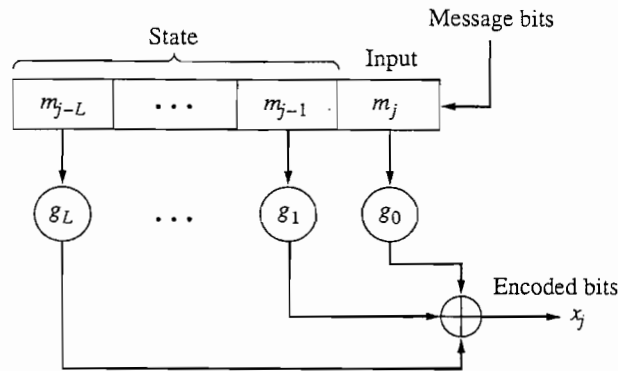 Message bits
State
Input
m_{j-L} ... m_{j-1} m_j
g_L ... g_1 g_0
Encoded bits
x_j